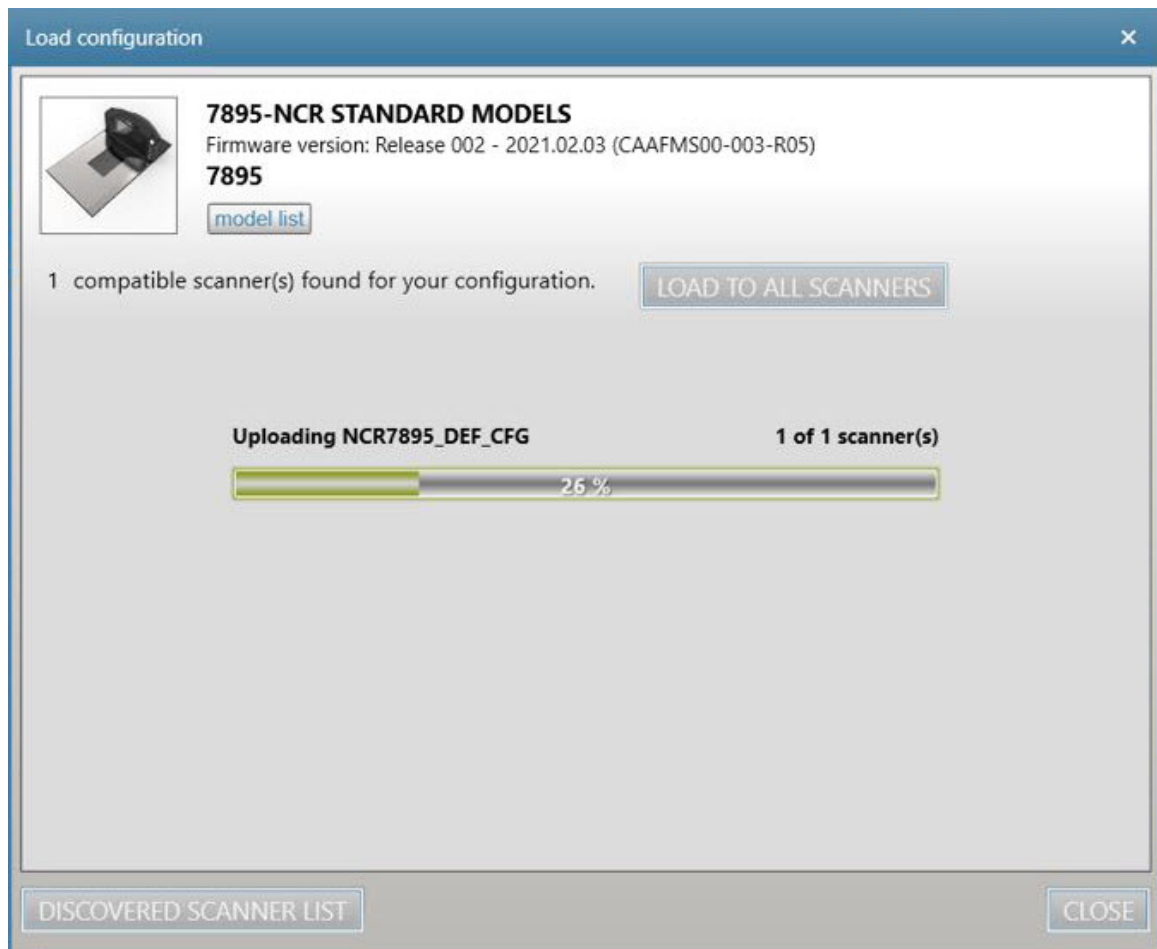 Load configuration
7895-NCR STANDARD MODELS
Firmware version: Release 002 - 2021.02.03 (CAAFMS00-003-R05)
7895
model list
1 compatible scanner(s) found for your configuration.
LOAD TO ALL SCANNERS
Uploading NCR7895_DEF_CFG
1 of 1 scanner(s)
26 %
DISCOVERED SCANNER LIST
CLOSE